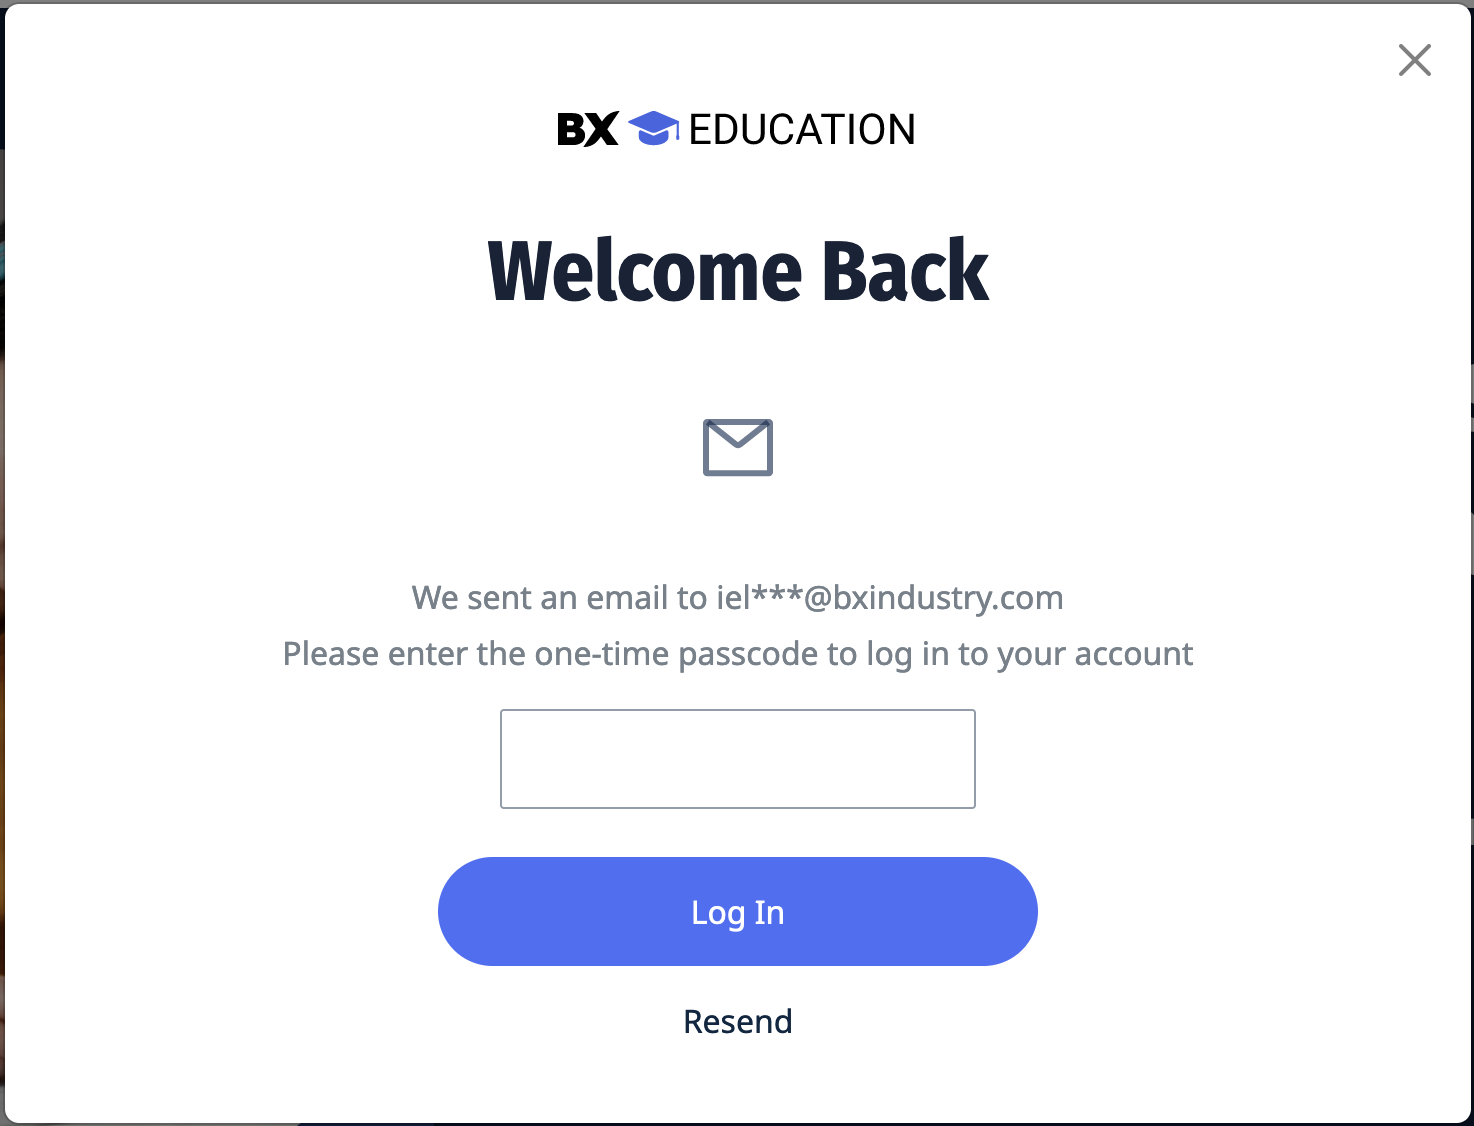 BX EDUCATION
Welcome Back
We sent an email to iel***@bxindustry.com
Please enter the one-time passcode to log in to your account
Log In
Resend